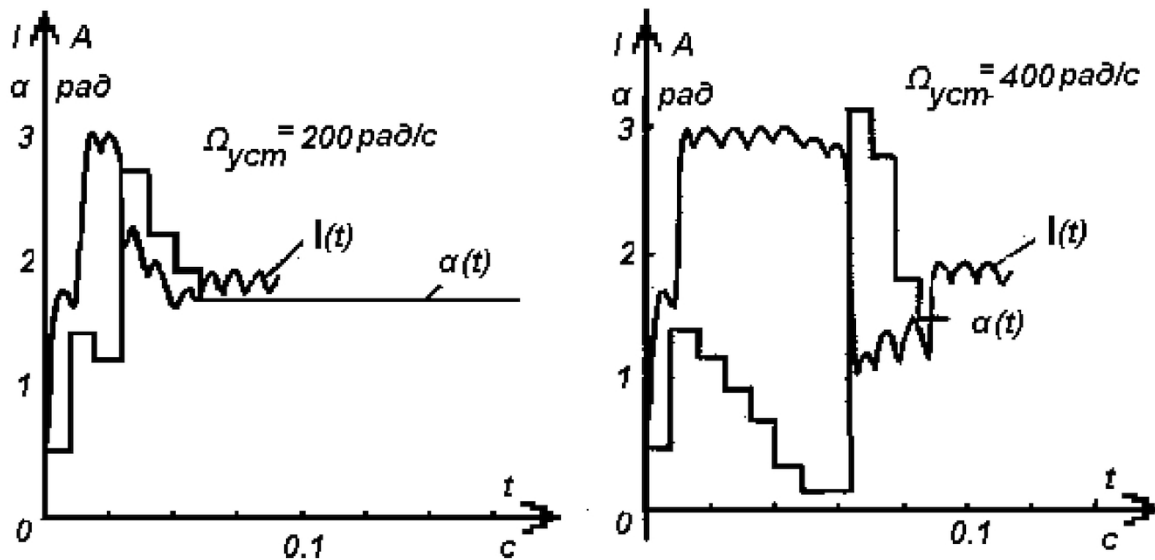 I A
α рад
3
Ω_уст = 200 рад/с
2
I(t)
α(t)
1
0
0.1
t
c
I A
α рад
3
Ω_уст = 400 рад/с
2
I(t)
α(t)
1
0
0.1
t
c